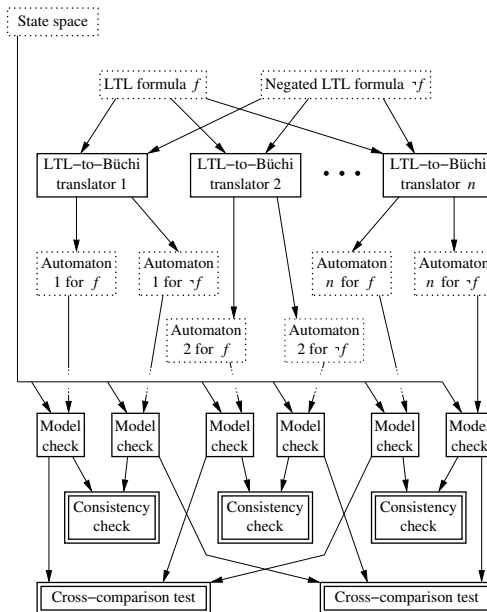 State space
LTL formula f
Negated LTL formula ¬f
LTL−to−Büchi
translator 1
LTL−to−Büchi
translator 2
• • •
LTL−to−Büchi
translator n
Automaton
1 for f
Automaton
1 for ¬f
Automaton
n for f
Automaton
n for ¬f
Automaton
2 for f
Automaton
2 for ¬f
Model
check
Model
check
Model
check
Model
check
Model
check
Model
check
Consistency
check
Consistency
check
Consistency
check
Cross−comparison test
Cross−comparison test